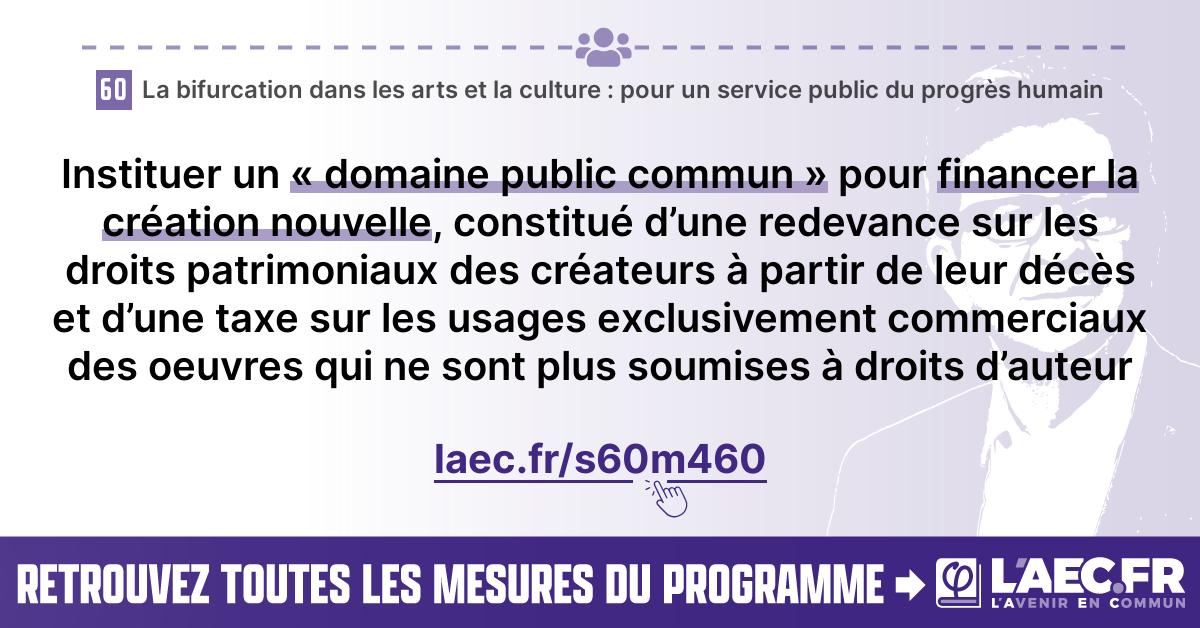 60 La bifurcation dans les arts et la culture : pour un service public du progrès humain
Instituer un « domaine public commun » pour financer la
création nouvelle, constitué d’une redevance sur les
droits patrimoniaux des créateurs à partir de leur décès
et d’une taxe sur les usages exclusivement commerciaux
des oeuvres qui ne sont plus soumises à droits d’auteur
laec.fr/s60m460
RETROUVEZ TOUTES LES MESURES DU PROGRAMME
φ L'AEC.FR
L'AVENIR EN COMMUN